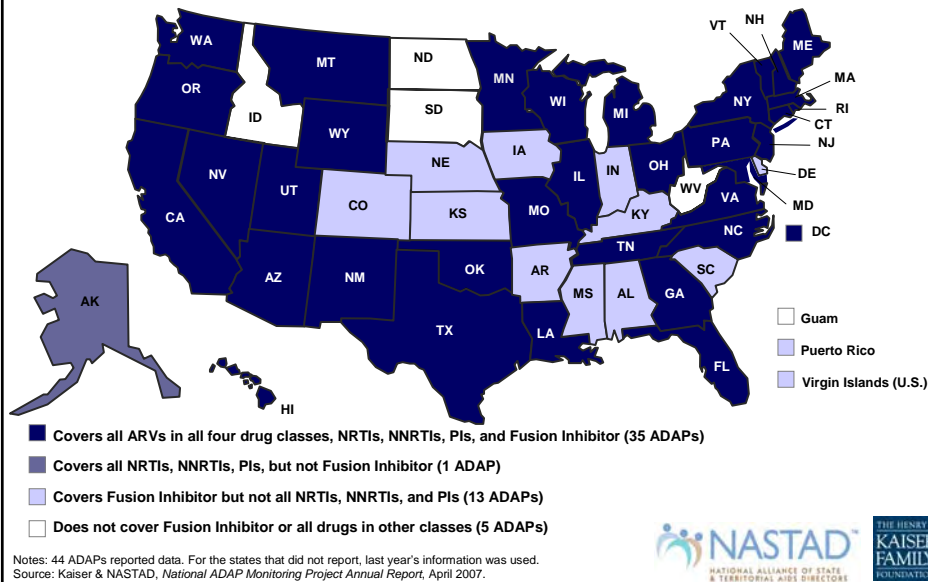 VT
NH
WA
MT
ND
MN
ME
OR
ID
SD
WI
MI
NY
MA
RI
CT
WY
IA
PA
NJ
NV
NE
IL
IN
OH
DE
UT
CO
KS
MO
KY
WV
VA
MD
CA
NC
DC
TN
AZ
NM
OK
AR
SC
AK
MS
AL
GA
TX
LA
FL
HI
Guam
Puerto Rico
Virgin Islands (U.S.)
Covers all ARVs in all four drug classes, NRTIs, NNRTIs, PIs, and Fusion Inhibitor (35 ADAPs)
Covers all NRTIs, NNRTIs, PIs, but not Fusion Inhibitor (1 ADAP)
Covers Fusion Inhibitor but not all NRTIs, NNRTIs, and PIs (13 ADAPs)
Does not cover Fusion Inhibitor or all drugs in other classes (5 ADAPs)
Notes: 44 ADAPs reported data. For the states that did not report, last year's information was used.
Source: Kaiser & NASTAD, National ADAP Monitoring Project Annual Report, April 2007.
NASTAD™
NATIONAL ALLIANCE OF STATE
& TERRITORIAL AIDS DIRECTORS
THE HENRY
KAISER
FAMILY
FOUNDATION